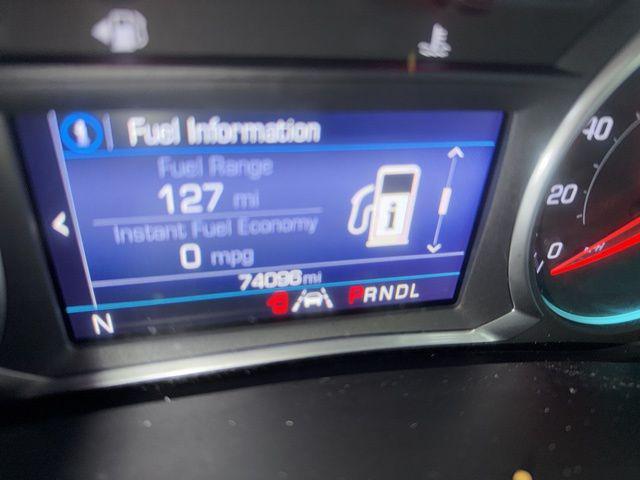 Fuel Information
Fuel Range
127 mi
Instant Fuel Economy
0 mpg
74096 mi
N
PRNDL
40
20
0